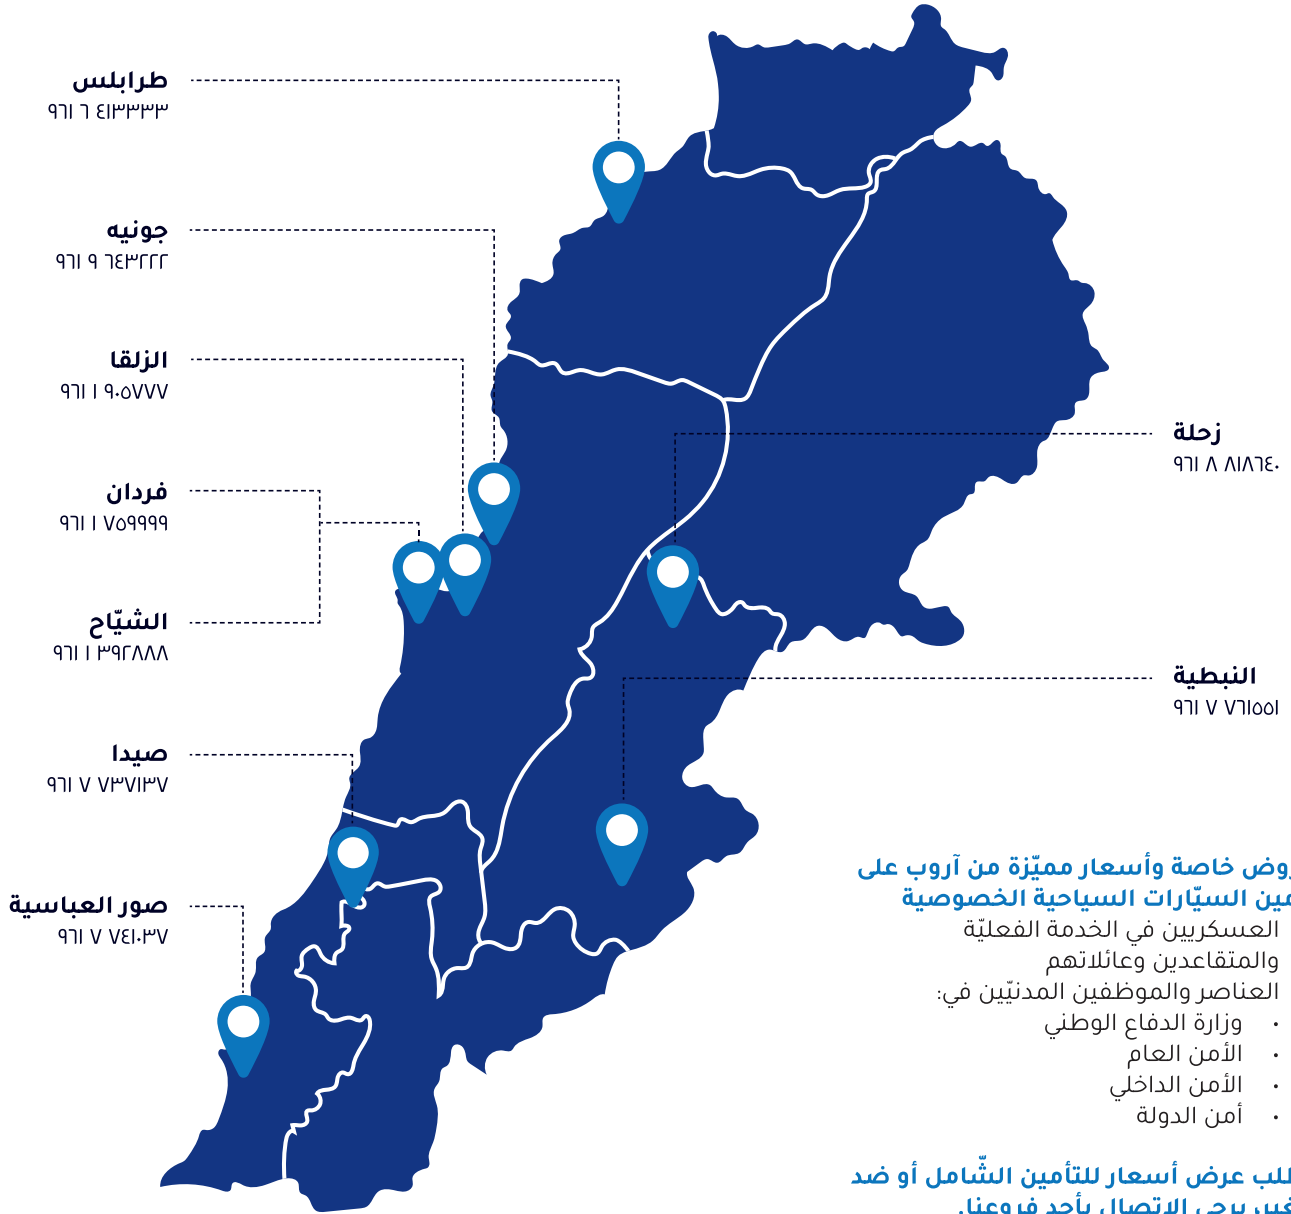 طرابلس
٩٦١ ٦ ٤١٣٣٣٣
جونيه
٩٦١ ٩ ٦٤٣٢٢٢
الزلقا
٩٦١ ١ ٩٠٥٧٧٧
فردان
٩٦١ ١ ٧٥٩٩٩٩
الشيّاح
٩٦١ ١ ٣٩٢٨٨٨
صيدا
٩٦١ ٧ ٧٣٧١٣٧
صور العباسية
٩٦١ ٧ ٧٤١٠٣٧
زحلة
٩٦١ ٨ ٨١٨٦٤٠
النبطية
٩٦١ ٧ ٧٦١٥٥١
خاصة وأسعار مميّزة من آروب على
السيّارات السياحية الخصوصية
العسكريين في الخدمة الفعليّة
والمتقاعدين وعائلاتهم
العناصر والموظفين المدنيّين في:
• وزارة الدفاع الوطني
• الأمن العام
• الأمن الداخلي
• أمن الدولة
عرض أسعار للتأمين الشّامل أو ضد
يرجى الاتصال بأحد فروعنا.